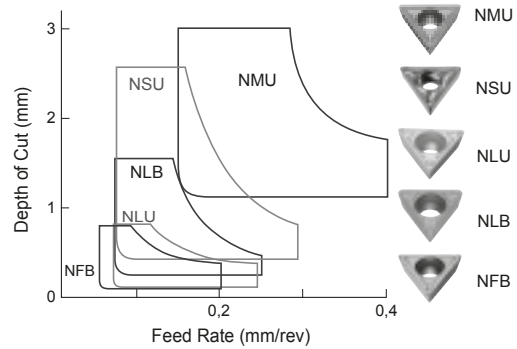 3
2
1
0
0,2
0,4
Depth of Cut (mm)
Feed Rate (mm/rev)
NMU
NSU
NLB
NLU
NFB
NMU
NSU
NLU
NLB
NFB